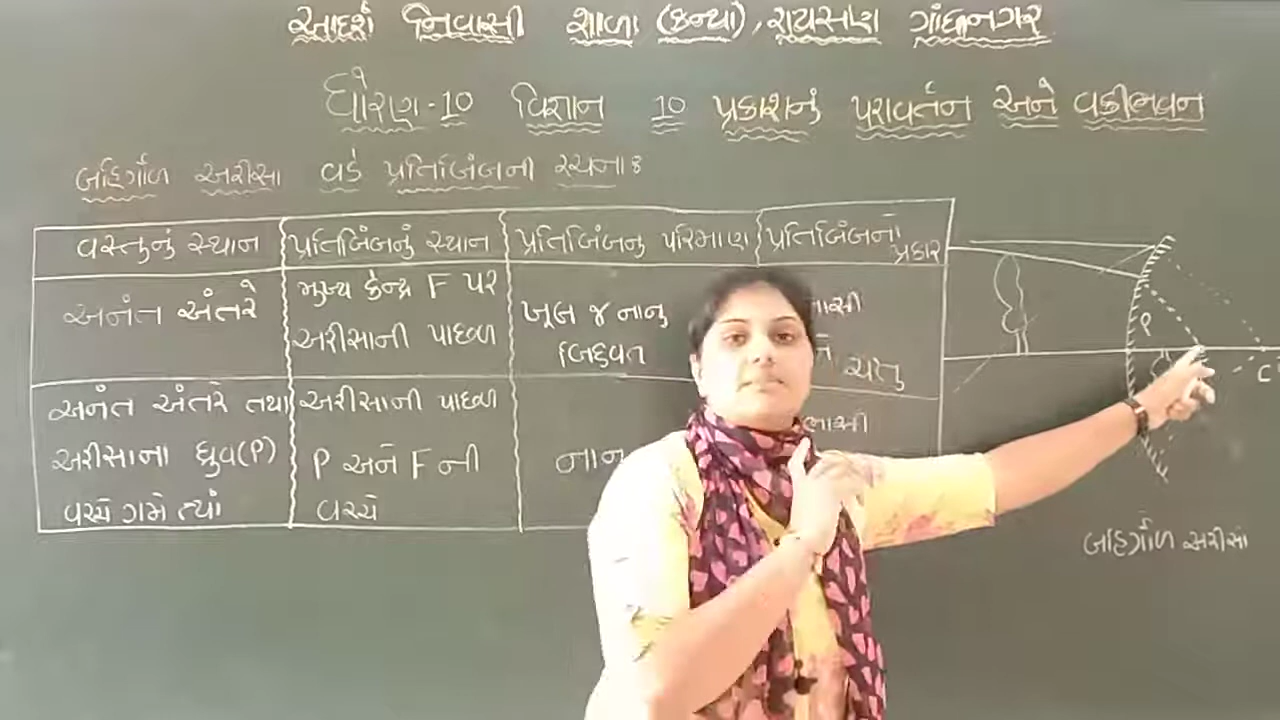 આદર્શ નિવાસી શાળા (કન્યા), રાયસણ ગાંધીનગર
ધોરણ-10 વિજ્ઞાન 10 પ્રકાશનું પરાવર્તન અને વક્રીભવન
બહિર્ગોળ અરીસા વડે પ્રતિબિંબની રચનાઃ
વસ્તુનું સ્થાન પ્રતિબિંબનું સ્થાન પ્રતિબિંબનુ પરિમાણ પ્રતિબિંબનો પ્રકાર
અનંત અંતરે
મુખ્ય કેન્દ્ર F પર
અરીસાની પાછળ
ખૂબ જ નાનુ
બિંદુવત
ચત્તુ
અનંત અંતરે તથા
અરીસાના ધ્રુવ(P)
વચ્ચે ગમે ત્યાં
અરીસાની પાછળ
P અને F ની
વચ્ચે
P
C
બહિર્ગોળ અરીસો